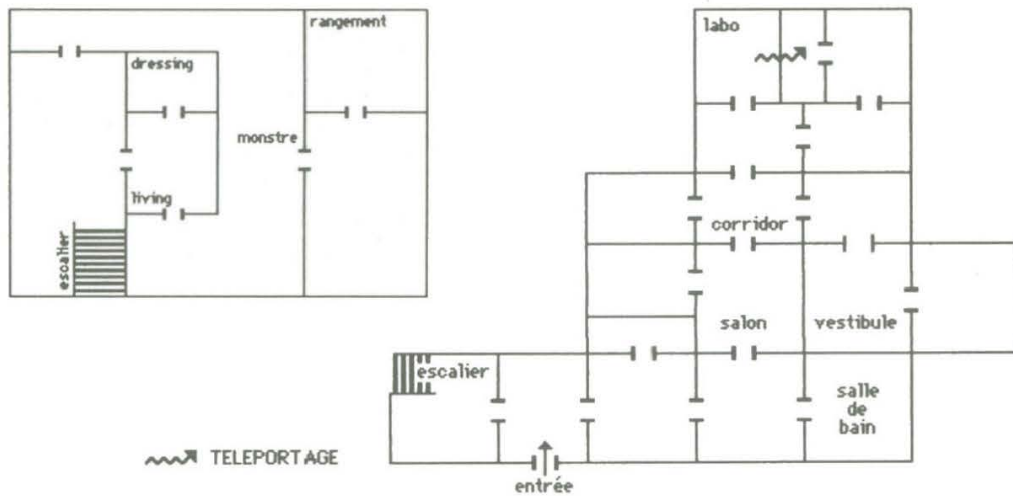 rangement
dressing
monstre
living
escalier
labo
corridor
salon
vestibule
escalier
salle
de
bain
TELEPORTAGE
entrée